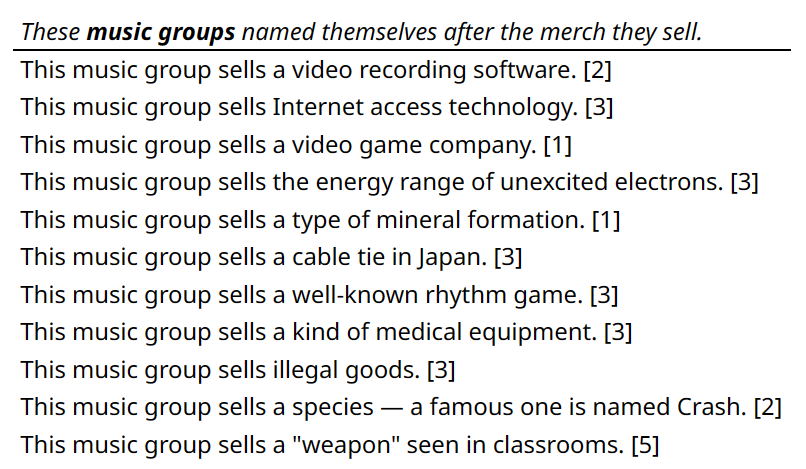 These music groups named themselves after the merch they sell.
This music group sells a video recording software. [2]
This music group sells Internet access technology. [3]
This music group sells a video game company. [1]
This music group sells the energy range of unexcited electrons. [3]
This music group sells a type of mineral formation. [1]
This music group sells a cable tie in Japan. [3]
This music group sells a well-known rhythm game. [3]
This music group sells a kind of medical equipment. [3]
This music group sells illegal goods. [3]
This music group sells a species — a famous one is named Crash. [2]
This music group sells a "weapon" seen in classrooms. [5]